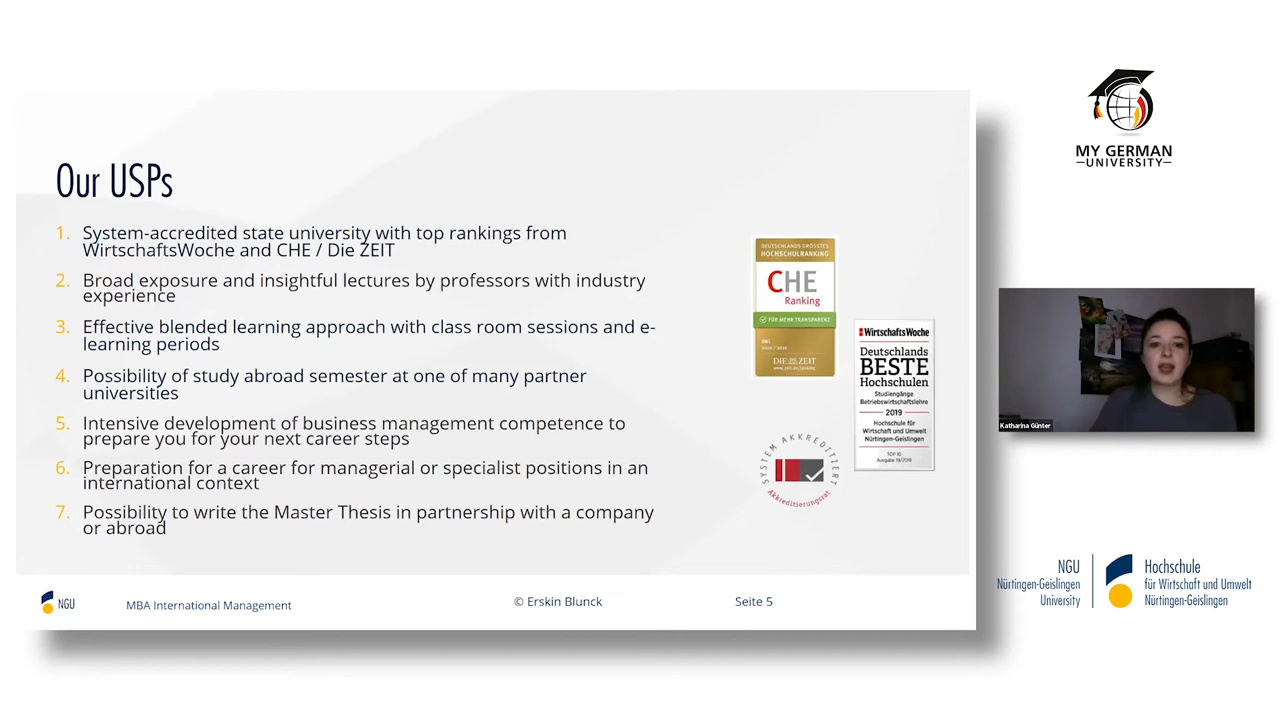 Our USPs
1. System-accredited state university with top rankings from
WirtschaftsWoche and CHE / Die ZEIT
2. Broad exposure and insightful lectures by professors with industry
experience
3. Effective blended learning approach with class room sessions and e-
learning periods
4. Possibility of study abroad semester at one of many partner
universities
5. Intensive development of business management competence to
prepare you for your next career steps
6. Preparation for a career for managerial or specialist positions in an
international context
7. Possibility to write the Master Thesis in partnership with a company
or abroad
DEUTSCHLANDS GRÖSSTES
HOCHSCHULRANKING
CHE
Ranking
FÜR MEHR TRANSPARENZ
DIE ZEIT
WirtschaftsWoche
Deutschlands
BESTE
Hochschulen
Studiengänge
Betriebswirtschaftslehre
2019
Hochschule für
Wirtschaft und Umwelt
Nürtingen-Geislingen
TOP 10
Ausgabe 19/2019
SYSTEM AKKREDITIERT
Akkreditierungsrat
NGU
MBA International Management
© Erskin Blunck
Seite 5
MY GERMAN
UNIVERSITY
Katharina Günter
NGU
Nürtingen-Geislingen
University
Hochschule
für Wirtschaft und Umwelt
Nürtingen-Geislingen